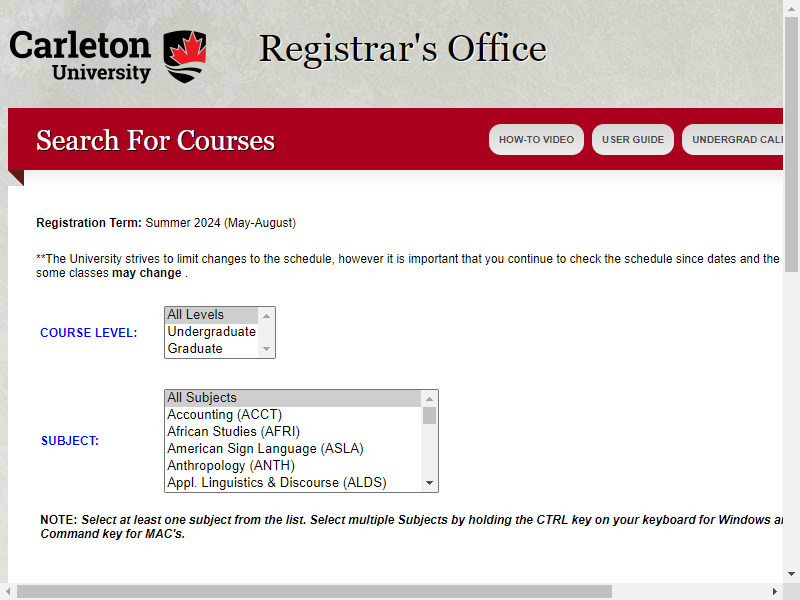 Carleton
University
Registrar's Office
Search For Courses
HOW-TO VIDEO
USER GUIDE
UNDERGRAD
Registration Term: Summer 2024 (May-August)
**The University strives to limit changes to the schedule, however it is important that you continue to check the schedule since dates and the
some classes may change .
COURSE LEVEL:
All Levels
Undergraduate
Graduate
SUBJECT:
All Subjects
Accounting (ACCT)
African Studies (AFRI)
American Sign Language (ASLA)
Anthropology (ANTH)
Appl. Linguistics & Discourse (ALDS)
NOTE: Select at least one subject from the list. Select multiple Subjects by holding the CTRL key on your keyboard for Windows
Command key for MAC's.